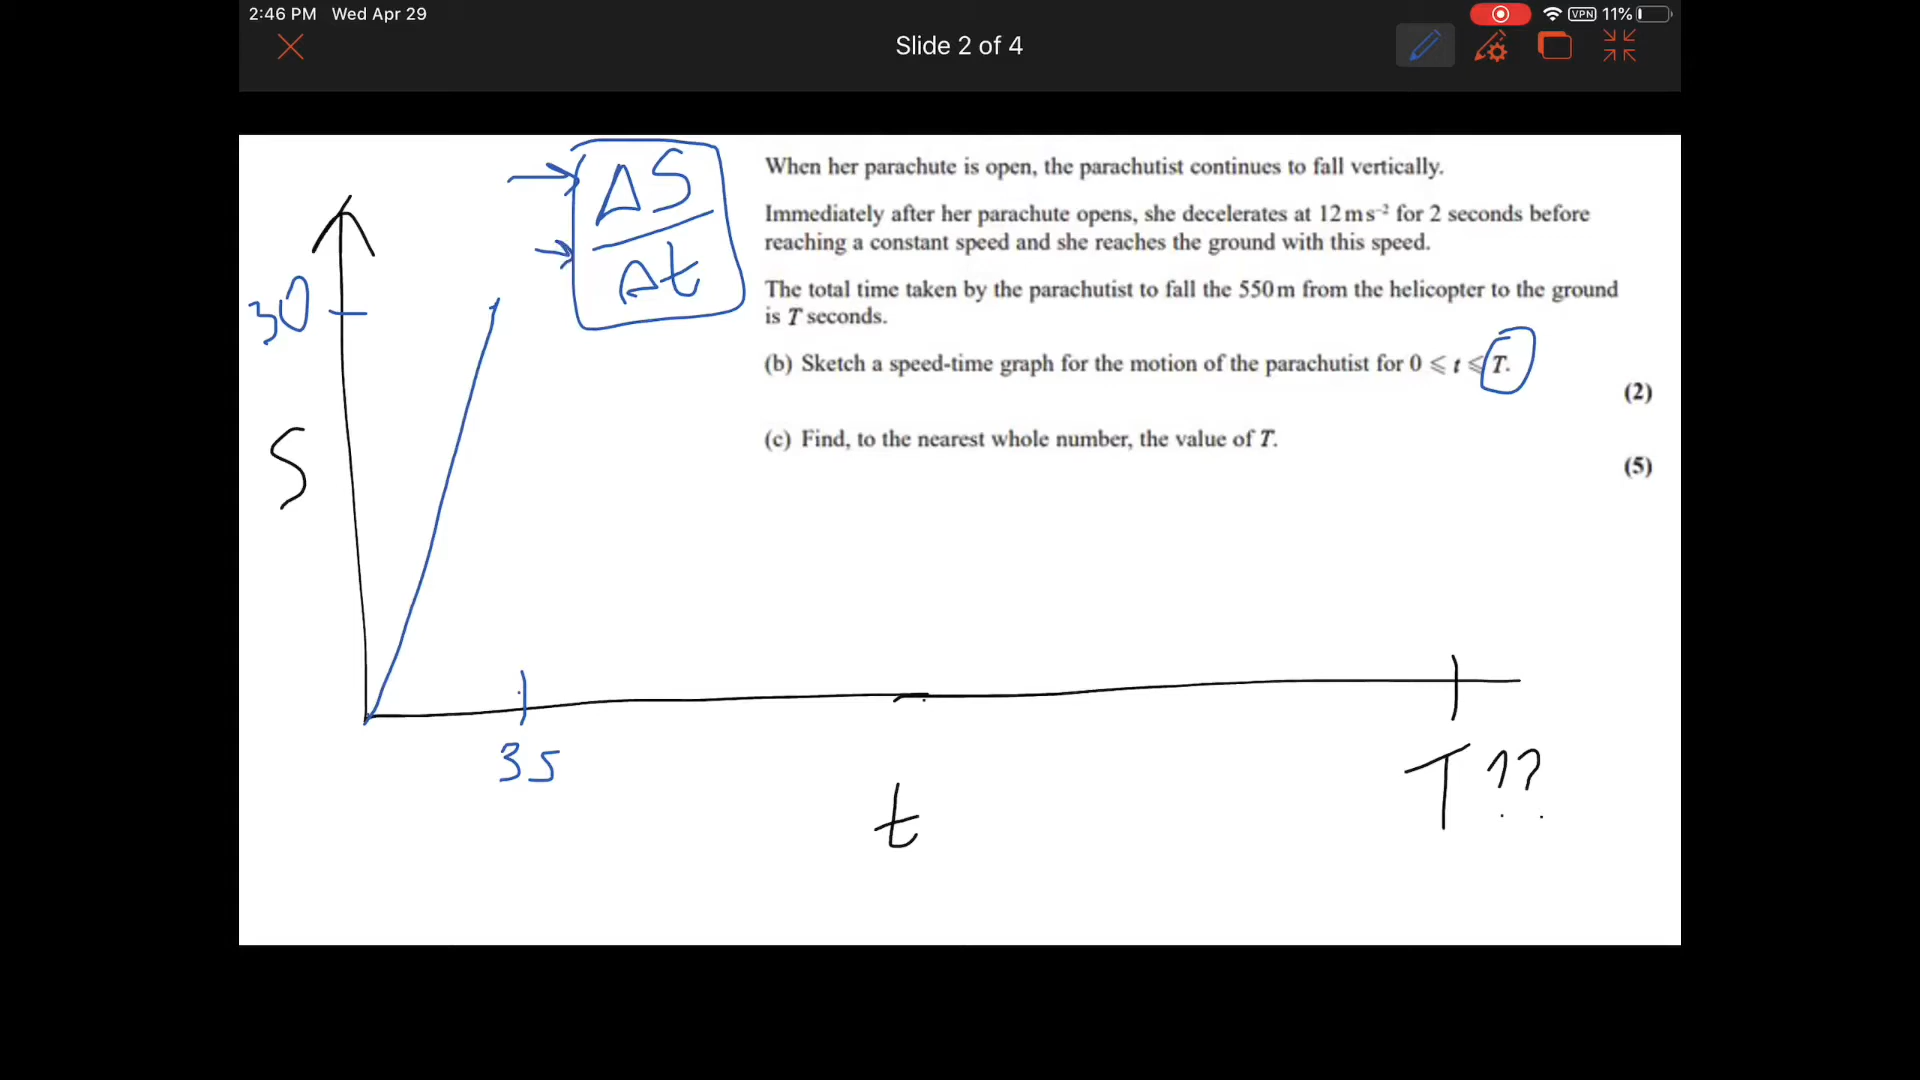 2:46 PM Wed Apr 29
VPN 11%
Slide 2 of 4
When her parachute is open, the parachutist continues to fall vertically.
Immediately after her parachute opens, she decelerates at 12 m s⁻² for 2 seconds before
reaching a constant speed and she reaches the ground with this speed.
The total time taken by the parachutist to fall the 550 m from the helicopter to the ground
is T seconds.
(b) Sketch a speed-time graph for the motion of the parachutist for 0 ⩽ t ⩽ T.
(2)
(c) Find, to the nearest whole number, the value of T.
(5)
ΔS
Δt
30
S
3s
t
T ??